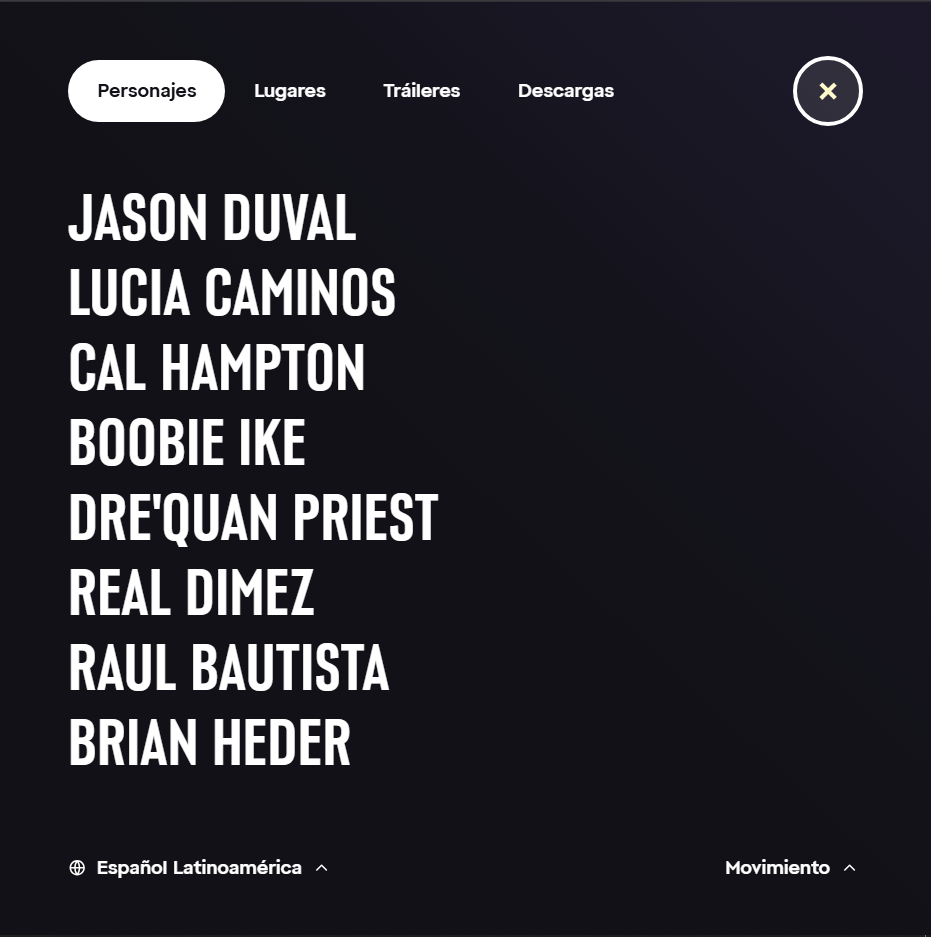 Personajes Lugares Tráileres Descargas
JASON DUVAL
LUCIA CAMINOS
CAL HAMPTON
BOOBIE IKE
DRE'QUAN PRIEST
REAL DIMEZ
RAUL BAUTISTA
BRIAN HEDER
Español Latinoamérica Movimiento